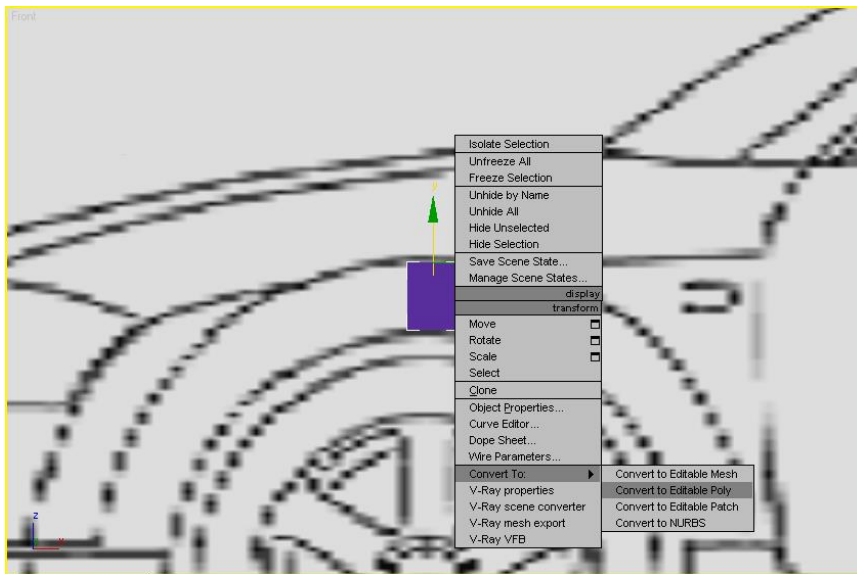 Front
Isolate Selection
Unfreeze All
Freeze Selection
Unhide by Name
Unhide All
Hide Unselected
Hide Selection
Save Scene State...
Manage Scene States...
display
transform
Move
Rotate
Scale
Select
Clone
Object Properties...
Curve Editor...
Dope Sheet...
Wire Parameters...
Convert To:
V-Ray properties
V-Ray scene converter
V-Ray mesh export
V-Ray VFB
Convert to Editable Mesh
Convert to Editable Poly
Convert to Editable Patch
Convert to NURBS
y
z
x